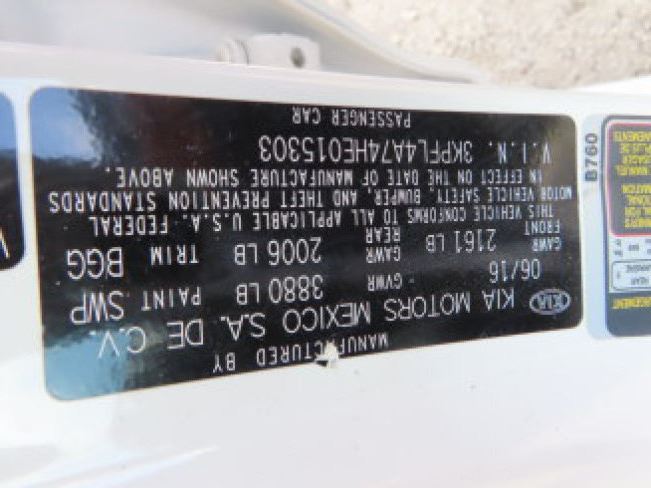 MANUFACTURED BY
KIA KIA MOTORS MEXICO S.A. DE C.V.
06/16 GVWR 3880 LB PAINT SWP
GAWR FRONT 2161 LB GAWR REAR 2006 LB TRIM BGG
THIS VEHICLE CONFORMS TO ALL APPLICABLE U.S.A. FEDERAL
MOTOR VEHICLE SAFETY, BUMPER, AND THEFT PREVENTION STANDARDS
IN EFFECT ON THE DATE OF MANUFACTURE SHOWN ABOVE.
V.I.N. 3KPFL4A74HE015303
PASSENGER CAR
B760
REAR